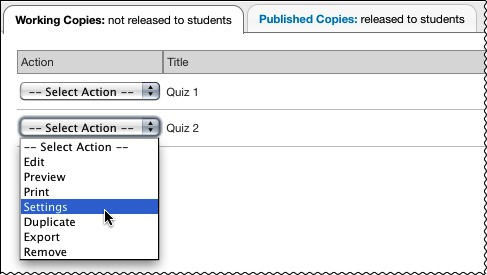 Working Copies: not released to students
Published Copies: released to students
Action Title
-- Select Action -- Quiz 1
-- Select Action -- Quiz 2
-- Select Action --
Edit
Preview
Print
Settings
Duplicate
Export
Remove